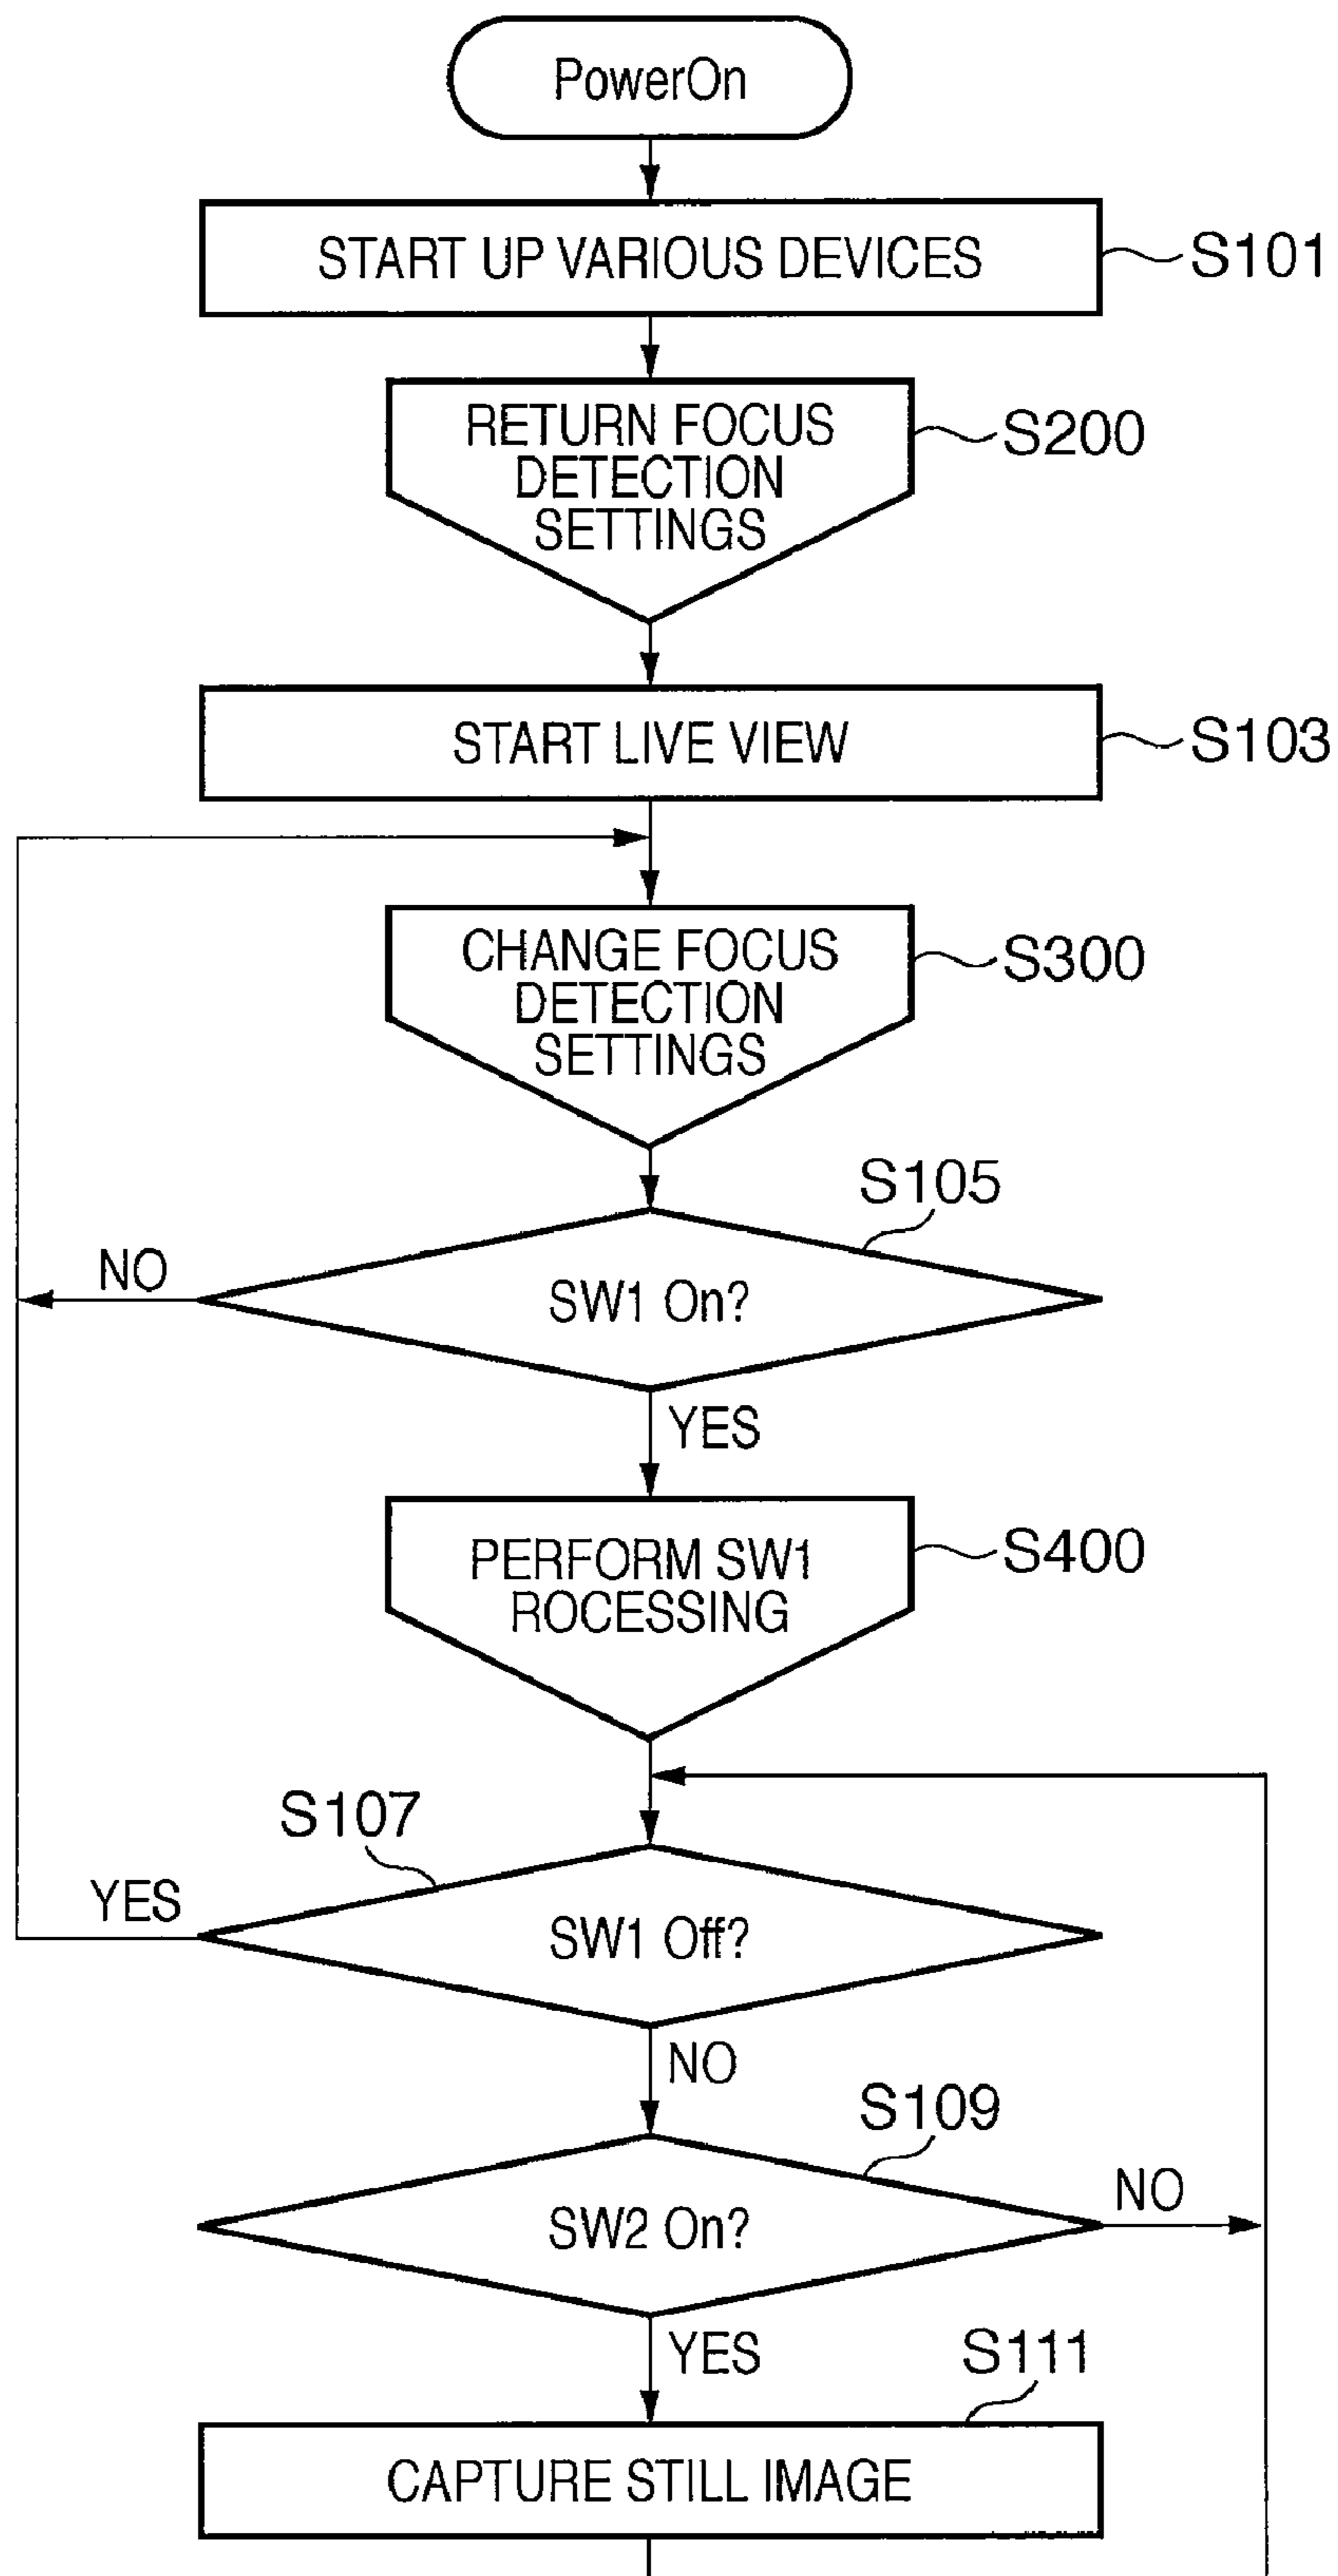 PowerOn
START UP VARIOUS DEVICES
S101
RETURN FOCUS
DETECTION
SETTINGS
S200
START LIVE VIEW
S103
CHANGE FOCUS
DETECTION
SETTINGS
S300
S105
SW1 On?
NO
YES
PERFORM SW1
ROCESSING
S400
S107
YES
SW1 Off?
NO
S109
SW2 On?
NO
YES
S111
CAPTURE STILL IMAGE